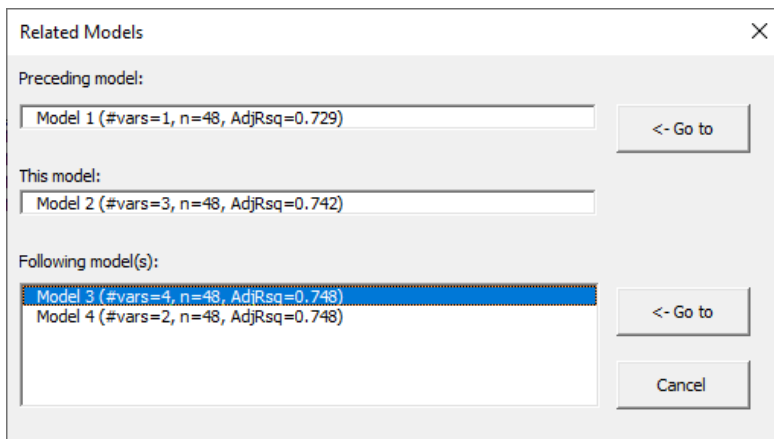 Related Models
Preceding model:
Model 1 (#vars=1, n=48, AdjRsq=0.729)
<- Go to
This model:
Model 2 (#vars=3, n=48, AdjRsq=0.742)
Following model(s):
Model 3 (#vars=4, n=48, AdjRsq=0.748)
Model 4 (#vars=2, n=48, AdjRsq=0.748)
<- Go to
Cancel